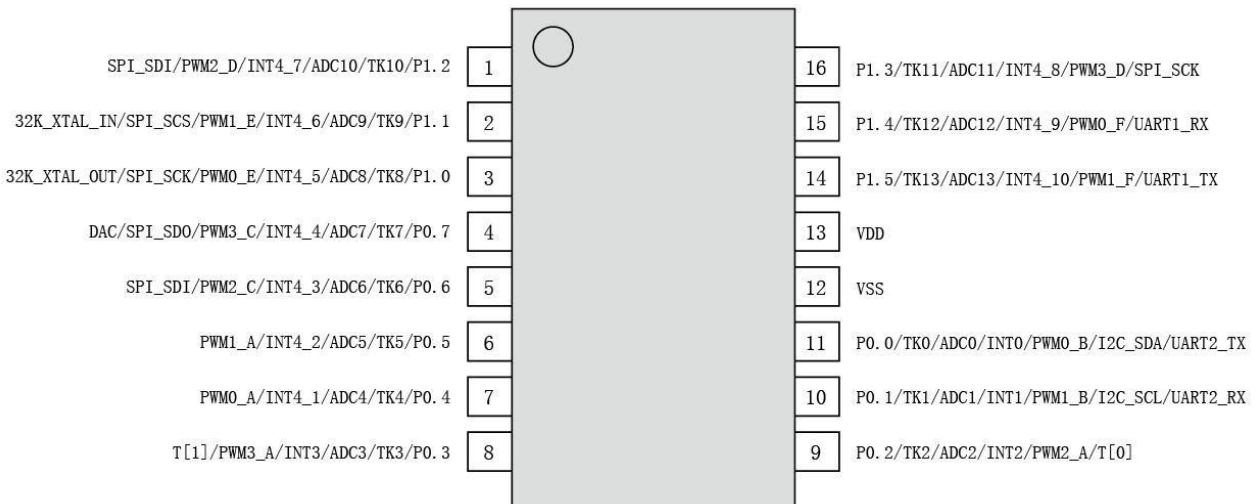 SPI_SDI/PWM2_D/INT4_7/ADC10/TK10/P1.2 1 16 P1.3/TK11/ADC11/INT4_8/PWM3_D/SPI_SCK
32K_XTAL_IN/SPI_SCS/PWM1_E/INT4_6/ADC9/TK9/P1.1 2 15 P1.4/TK12/ADC12/INT4_9/PWM0_F/UART1_RX
32K_XTAL_OUT/SPI_SCK/PWM0_E/INT4_5/ADC8/TK8/P1.0 3 14 P1.5/TK13/ADC13/INT4_10/PWM1_F/UART1_TX
DAC/SPI_SDO/PWM3_C/INT4_4/ADC7/TK7/P0.7 4 13 VDD
SPI_SDI/PWM2_C/INT4_3/ADC6/TK6/P0.6 5 12 VSS
PWM1_A/INT4_2/ADC5/TK5/P0.5 6 11 P0.0/TK0/ADC0/INT0/PWM0_B/I2C_SDA/UART2_TX
PWM0_A/INT4_1/ADC4/TK4/P0.4 7 10 P0.1/TK1/ADC1/INT1/PWM1_B/I2C_SCL/UART2_RX
T[1]/PWM3_A/INT3/ADC3/TK3/P0.3 8 9 P0.2/TK2/ADC2/INT2/PWM2_A/T[0]